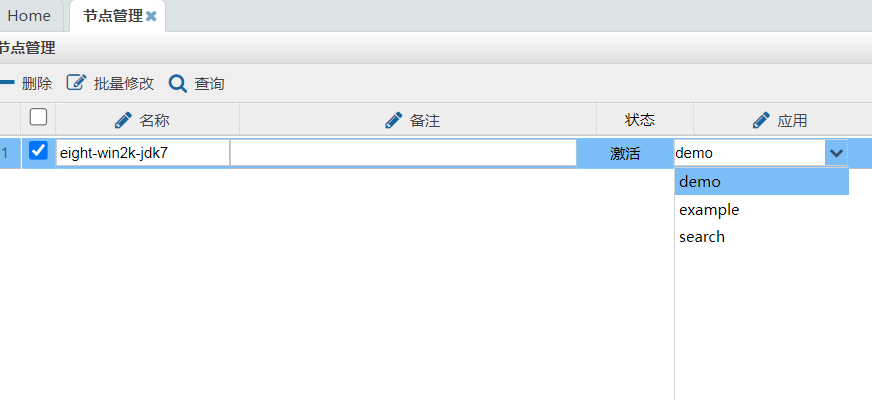 Home 节点管理
节点管理
删除 批量修改 查询
名称 备注 状态 应用
1 eight-win2k-jdk7 激活 demo
demo
example
search